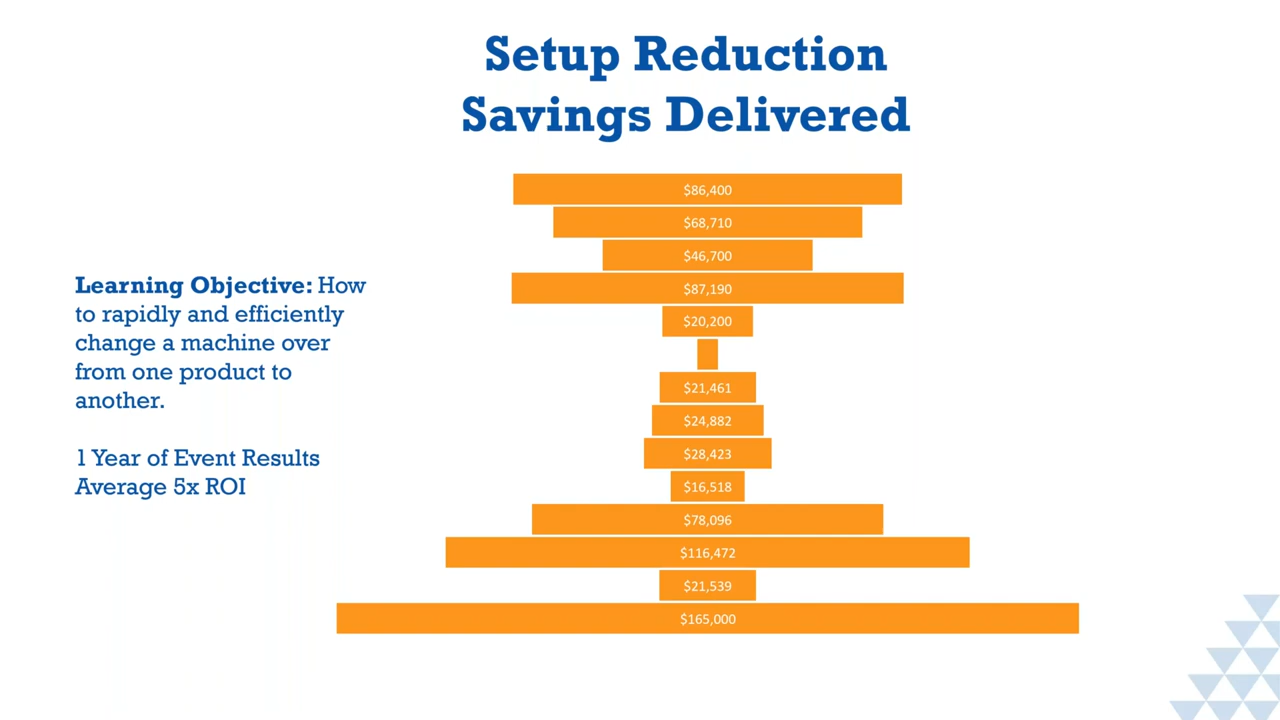 Setup Reduction
Savings Delivered
Learning Objective: How
to rapidly and efficiently
change a machine over
from one product to
another.
1 Year of Event Results
Average 5x ROI
$86,400
$68,710
$46,700
$87,190
$20,200
$21,461
$24,882
$28,423
$16,518
$78,096
$116,472
$21,539
$165,000